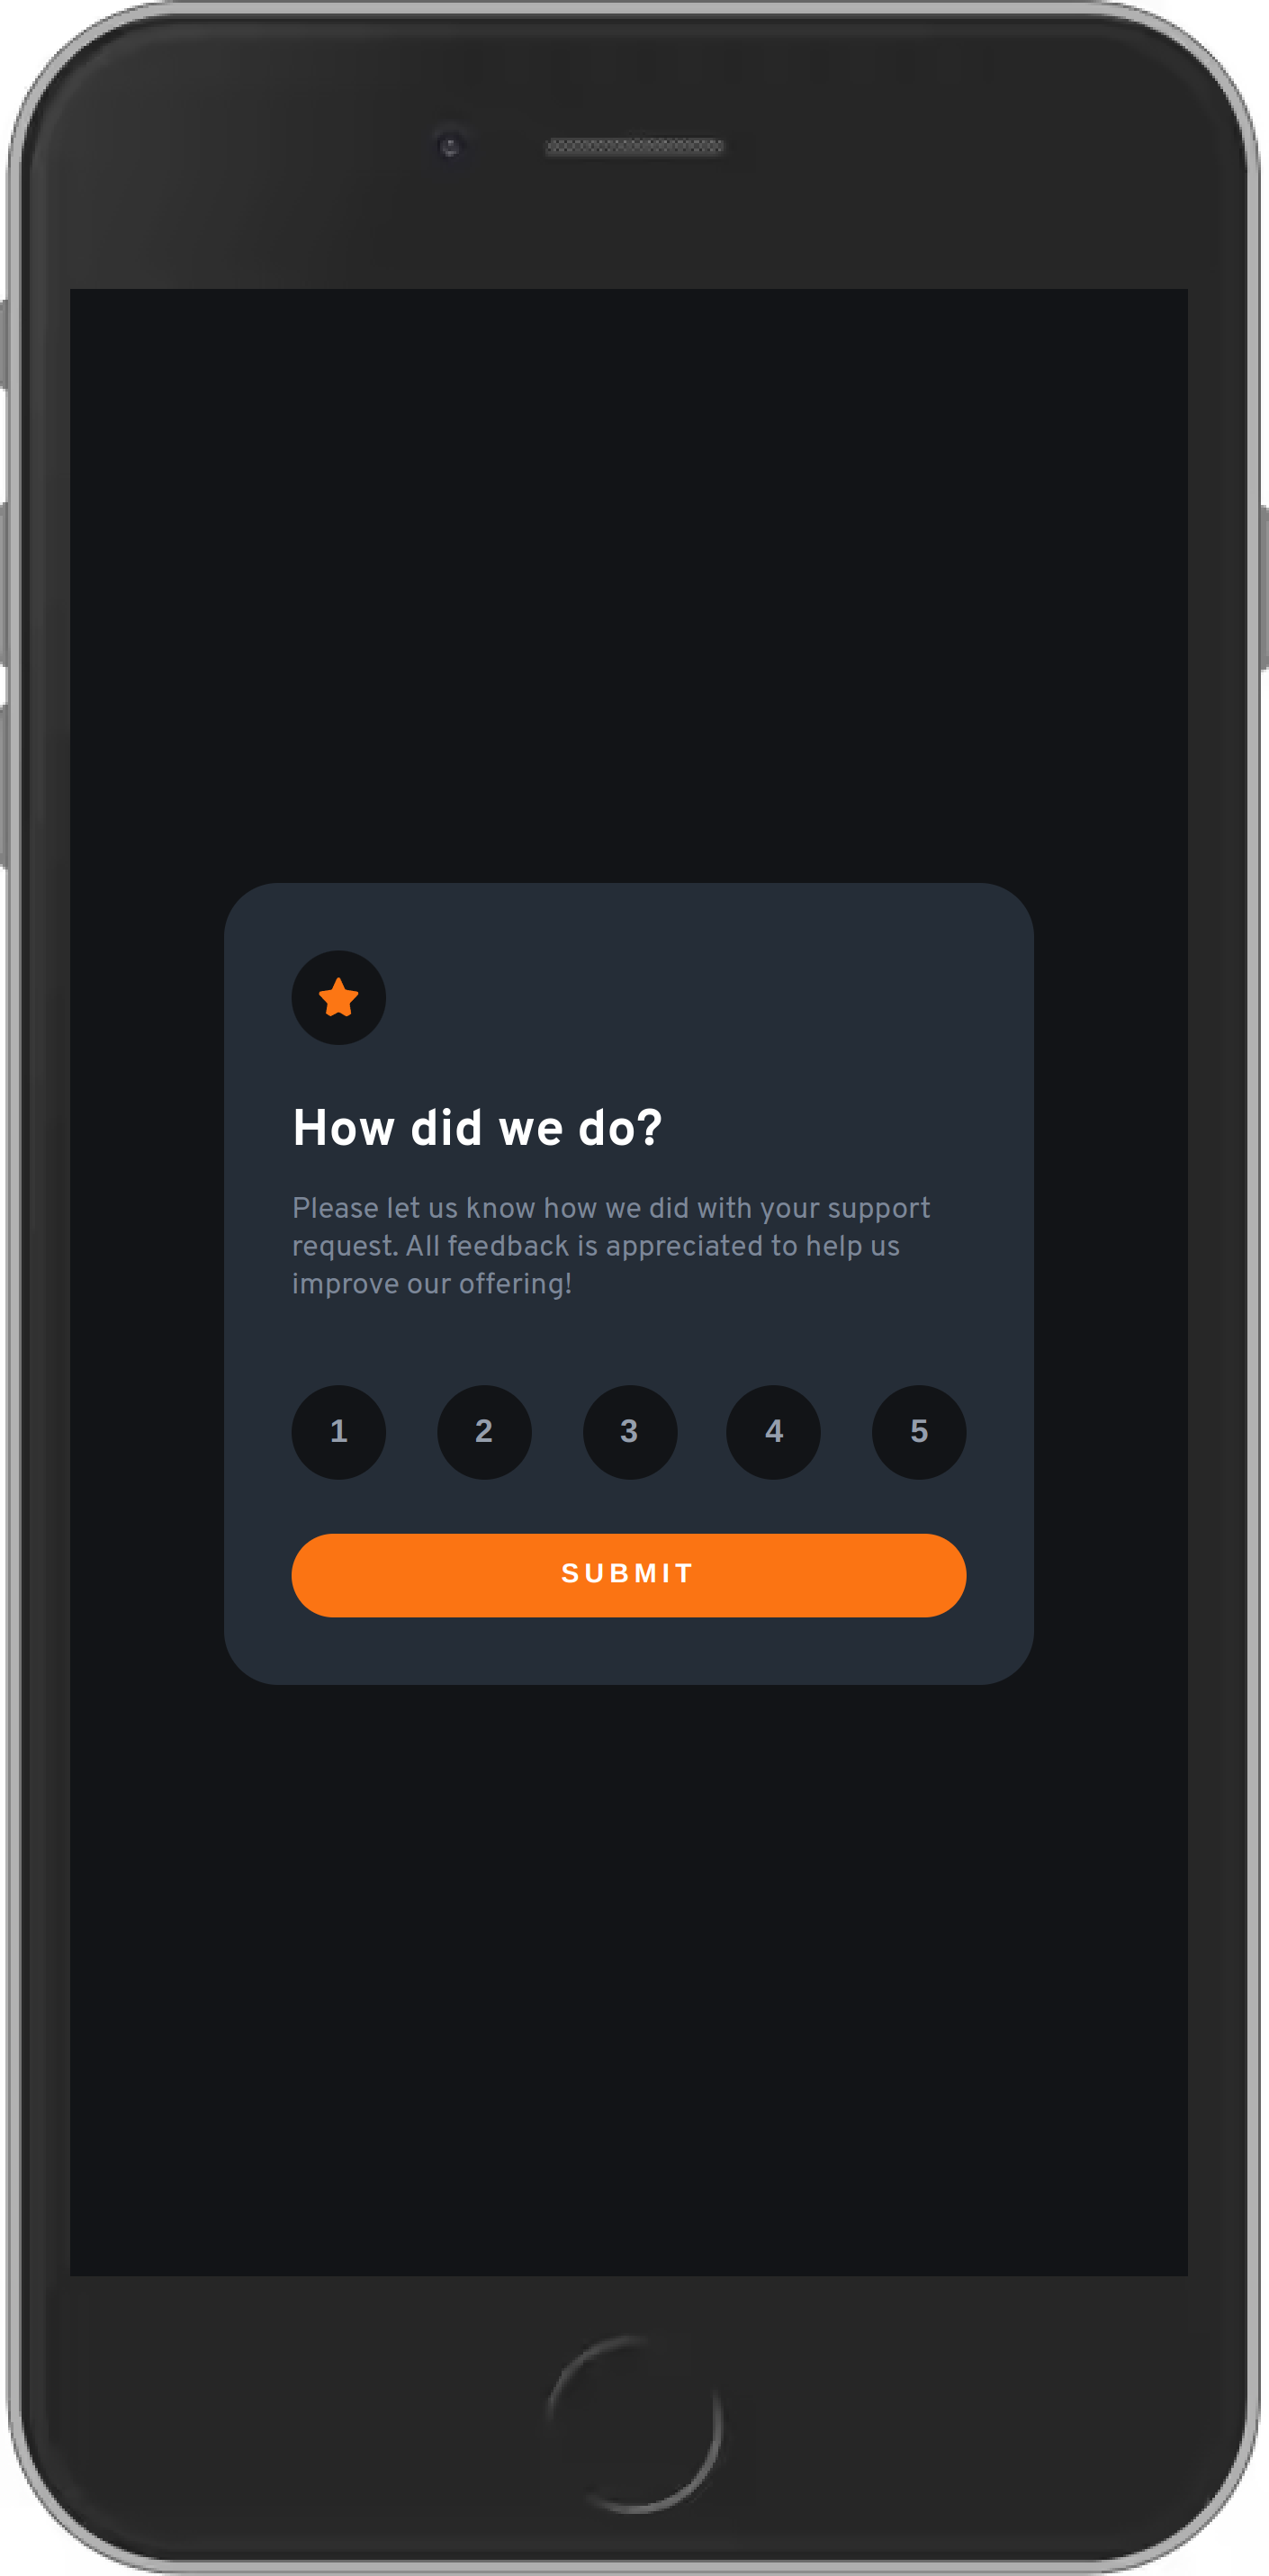 How did we do?
Please let us know how we did with your support
request. All feedback is appreciated to help us
improve our offering!
1 2 3 4 5
SUBMIT